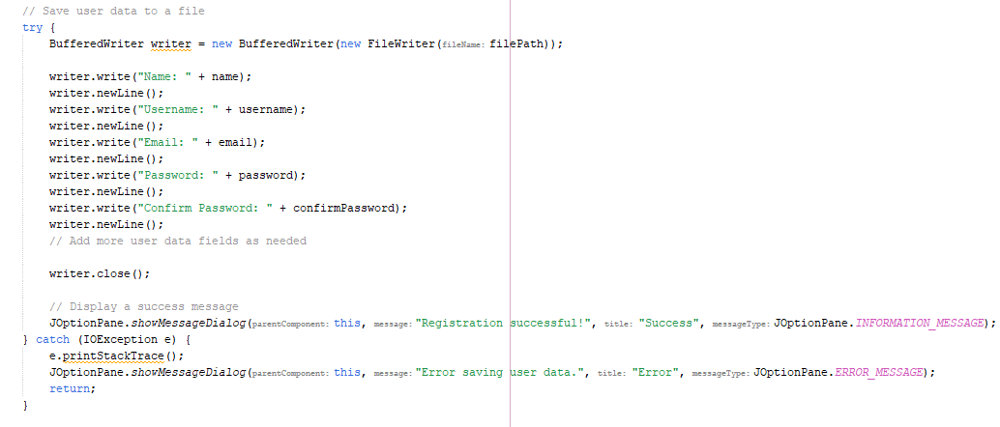 // Save user data to a file
try {
BufferedWriter writer = new BufferedWriter(new FileWriter(fileName: filePath));
writer.write("Name: " + name);
writer.newLine();
writer.write("Username: " + username);
writer.newLine();
writer.write("Email: " + email);
writer.newLine();
writer.write("Password: " + password);
writer.newLine();
writer.write("Confirm Password: " + confirmPassword);
writer.newLine();
// Add more user data fields as needed
writer.close();
// Display a success message
JOptionPane.showMessageDialog(parentComponent: this, message: "Registration successful!", title: "Success", messageType: JOptionPane.INFORMATION_MESSAGE);
} catch (IOException e) {
e.printStackTrace();
JOptionPane.showMessageDialog(parentComponent: this, message: "Error saving user data.", title: "Error", messageType: JOptionPane.ERROR_MESSAGE);
return;
}